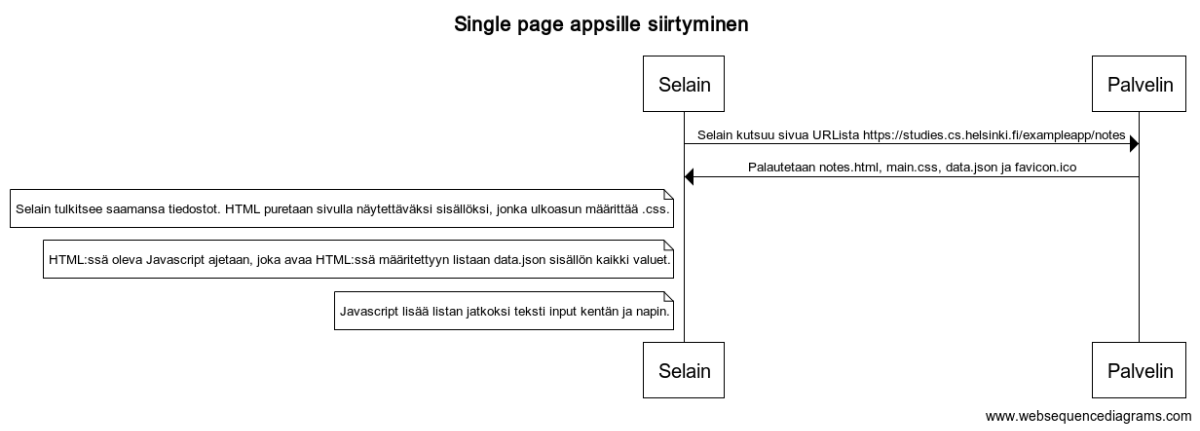 Single page appsille siirtyminen
Selain
Palvelin
Selain kutsuu sivua URLista https://studies.cs.helsinki.fi/exampleapp/notes
Palautetaan notes.html, main.css, data.json ja favicon.ico
Selain tulkitsee saamansa tiedostot. HTML puretaan sivulla näytettäväksi sisällöksi, jonka ulkoasun määrittää .css.
HTML:ssä oleva Javascript ajetaan, joka avaa HTML:ssä määritettyyn listaan data.json sisällön kaikki valuet.
Javascript lisää listan jatkoksi teksti input kentän ja napin.
Selain
Palvelin
www.websequencediagrams.com